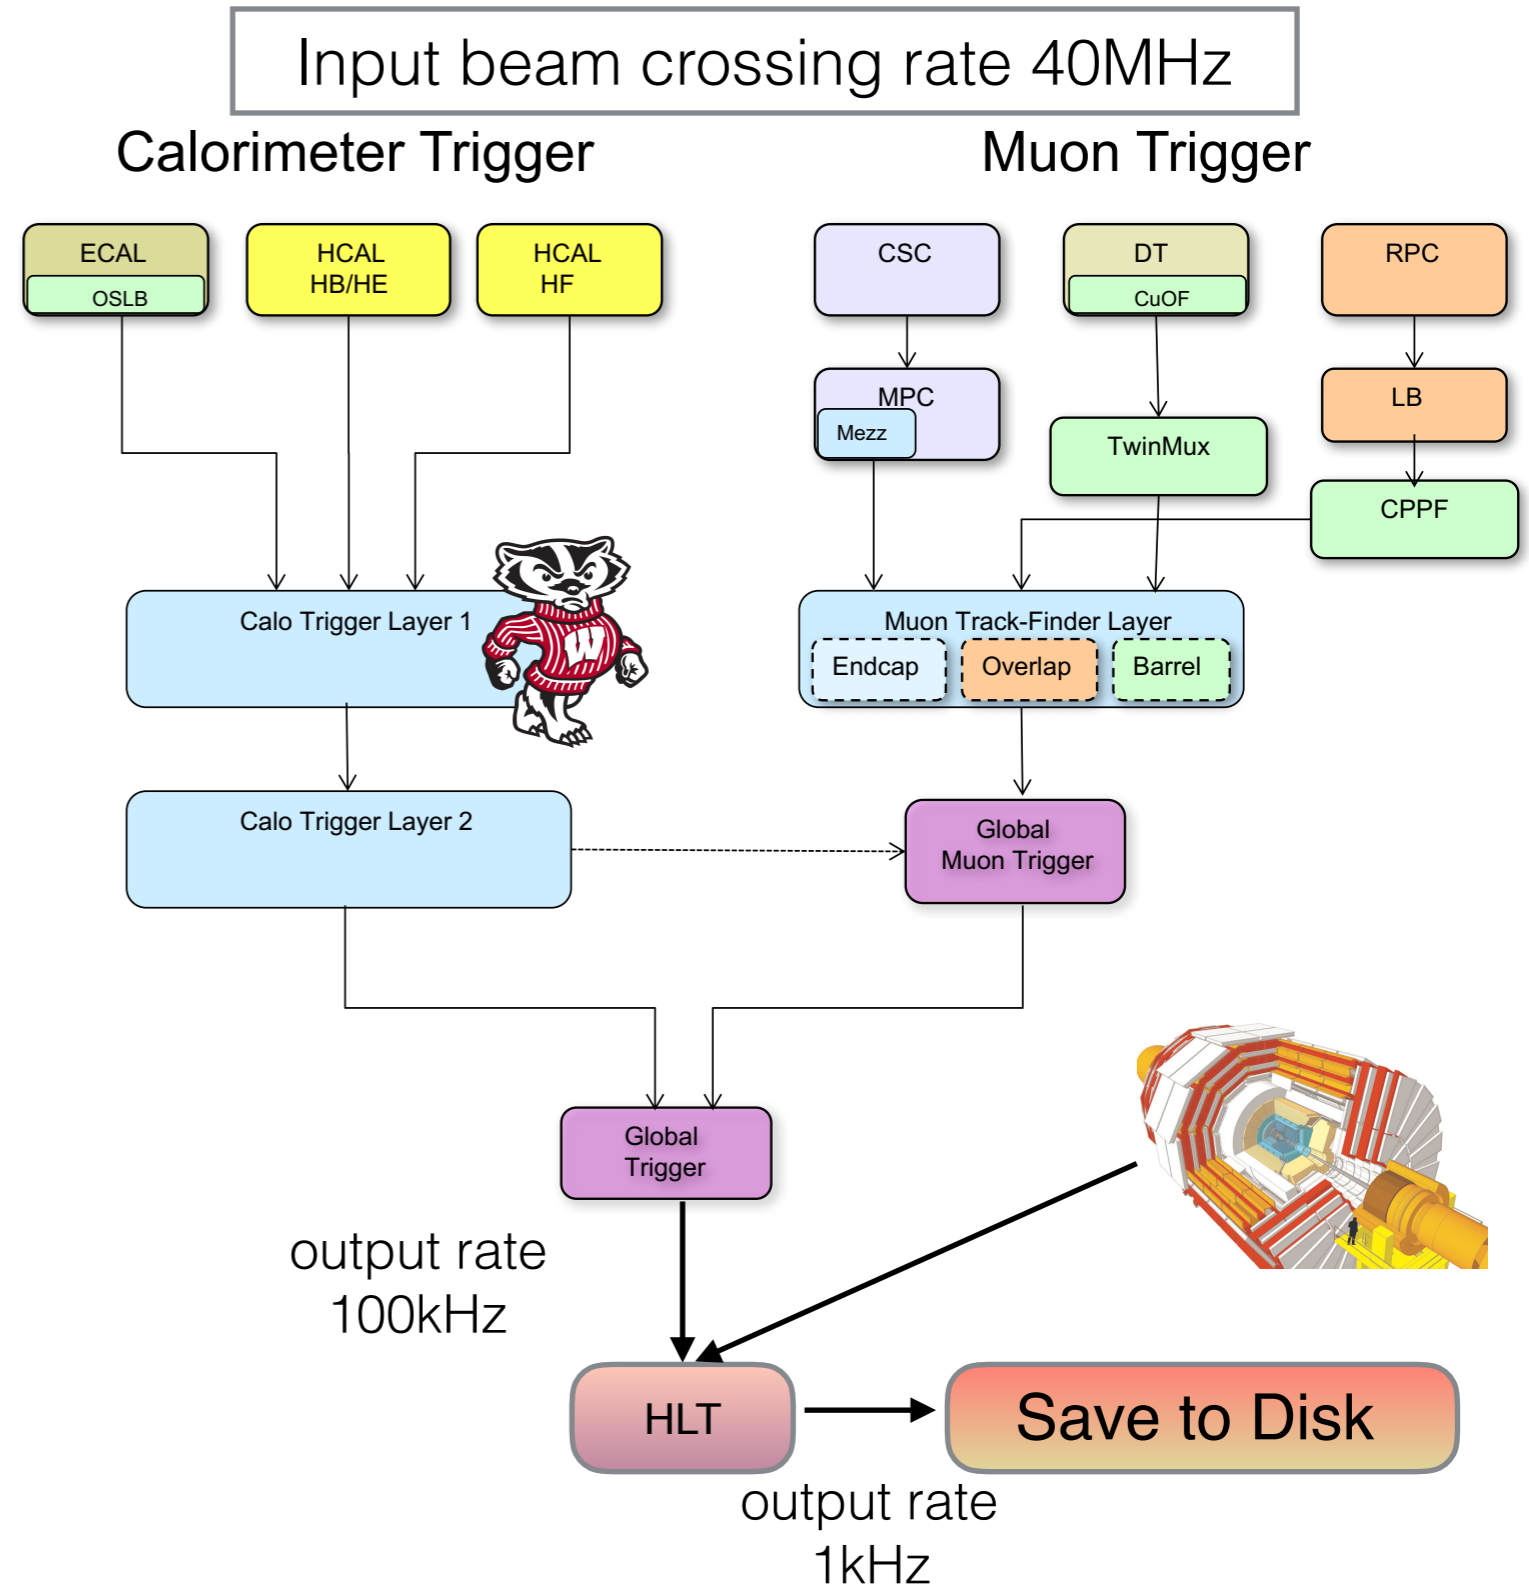 Input beam crossing rate 40MHz
Calorimeter Trigger
Muon Trigger
ECAL
OSLB
HCAL
HB/HE
HCAL
HF
CSC
DT
CuOF
RPC
MPC
Mezz
LB
TwinMux
CPPF
Calo Trigger Layer 1
W
Muon Track-Finder Layer
Endcap
Overlap
Barrel
Calo Trigger Layer 2
Global
Muon Trigger
Global
Trigger
output rate
100kHz
HLT
Save to Disk
output rate
1kHz